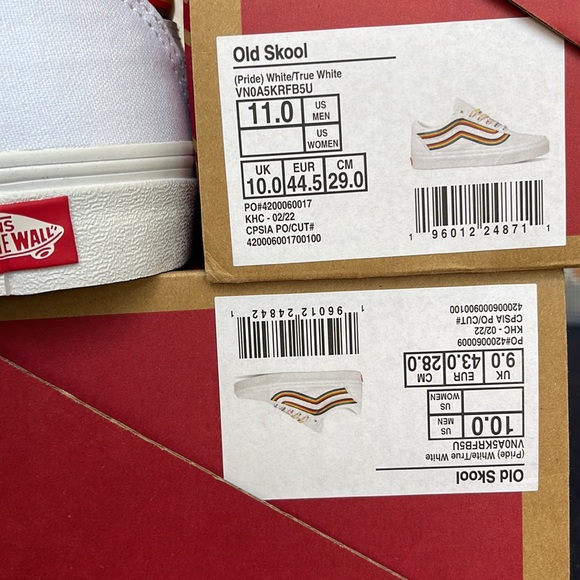 NS
HE WALL"
Old Skool
(Pride) White/True White
VN0A5KRFB5U
11.0 US MEN
US WOMEN
UK EUR CM
10.0 44.5 29.0
PO#4200060017
KHC - 02/22
CPSIA PO/CUT#
420006001700100
1 96012 24871 1
Old Skool
(Pride) White/True White
VN0A5KRFB5U
10.0 US MEN
US WOMEN
UK EUR CM
9.0 43.0 28.0
PO#4200060009
KHC - 02/22
CPSIA PO/CUT#
420006000900100
1 96012 24842 1